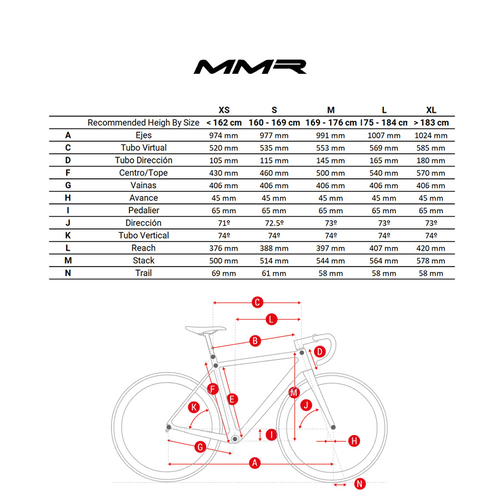 MMR
XS S M L XL
Recommended Heigh By Size < 162 cm 160 - 169 cm 169 - 176 cm 175 - 184 cm > 183 cm
A Ejes 974 mm 977 mm 991 mm 1007 mm 1024 mm
C Tubo Virtual 520 mm 535 mm 553 mm 569 mm 585 mm
D Tubo Dirección 105 mm 115 mm 145 mm 165 mm 180 mm
F Centro/Tope 430 mm 460 mm 500 mm 540 mm 570 mm
G Vainas 406 mm 406 mm 406 mm 406 mm 406 mm
H Avance 45 mm 45 mm 45 mm 45 mm 45 mm
I Pedalier 65 mm 65 mm 65 mm 65 mm 65 mm
J Dirección 71º 72.5º 73º 73º 73º
K Tubo Vertical 74º 74º 74º 74º 74º
L Reach 376 mm 388 mm 397 mm 407 mm 420 mm
M Stack 500 mm 514 mm 544 mm 564 mm 578 mm
N Trail 69 mm 61 mm 58 mm 58 mm 58 mm
C
L
B
D
F
M
E
K
J
I
H
G
A
N